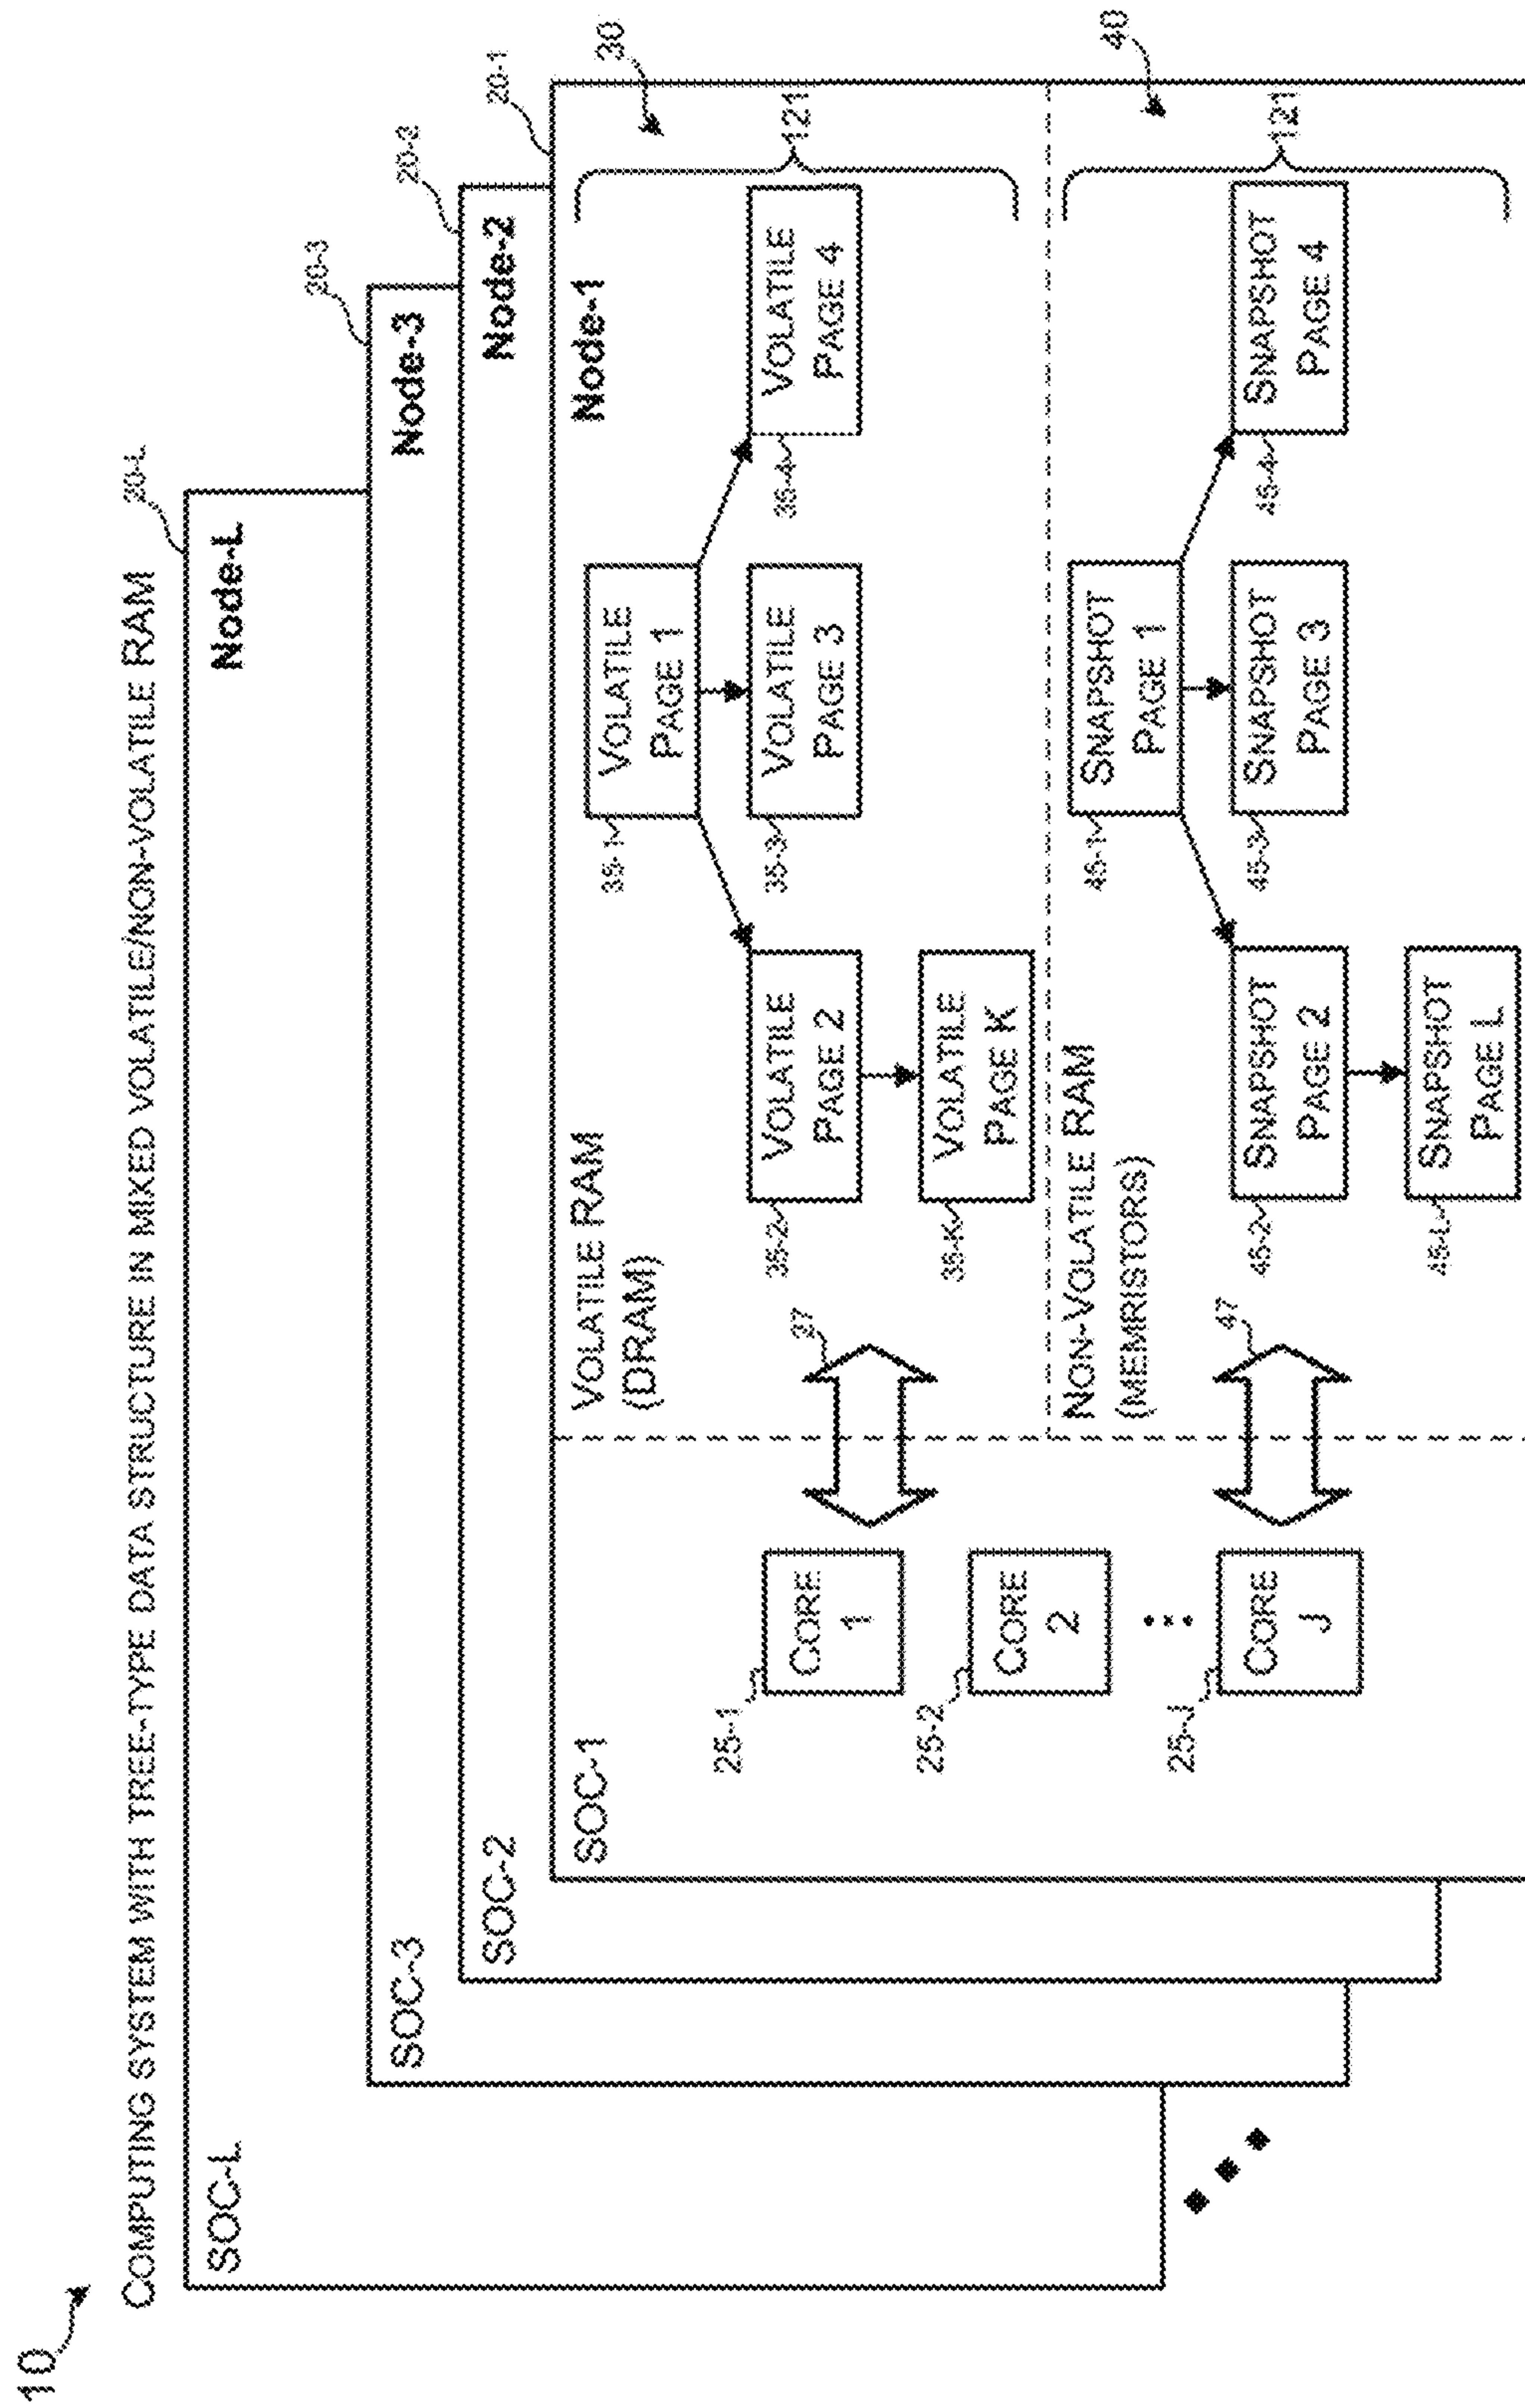 10
COMPUTING SYSTEM WITH TREE-TYPE DATA STRUCTURE IN MIXED VOLATILE/NON-VOLATILE RAM
20-L
SOC-L
Node-L
20-3
SOC-3
Node-3
20-2
SOC-2
Node-2
20-1
SOC-1
Node-1
30
VOLATILE RAM
(DRAM)
35-1
VOLATILE
PAGE 1
121
25-1
CORE
1
37
35-2
VOLATILE
PAGE 2
35-3
VOLATILE
PAGE 3
35-4
VOLATILE
PAGE 4
25-2
CORE
2
35-K
VOLATILE
PAGE K
40
NON-VOLATILE RAM
(MEMRISTORS)
45-1
SNAPSHOT
PAGE 1
121
25-J
CORE
J
47
45-2
SNAPSHOT
PAGE 2
45-3
SNAPSHOT
PAGE 3
45-4
SNAPSHOT
PAGE 4
45-L
SNAPSHOT
PAGE L